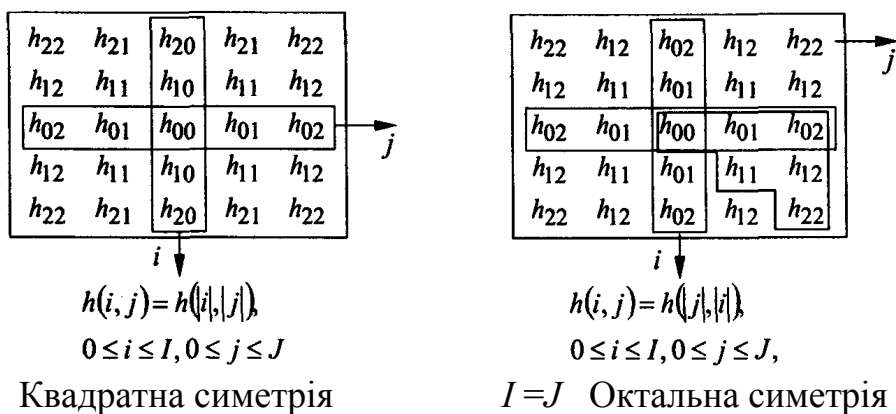 h22 h21 h20 h21 h22
h12 h11 h10 h11 h12
h02 h01 h00 h01 h02
j
h12 h11 h10 h11 h12
h22 h21 h20 h21 h22
i
h(i, j) = h(|i|,|j|),
0 ≤ i ≤ I, 0 ≤ j ≤ J
Квадратна симетрія
h22 h12 h02 h12 h22
j
h12 h11 h01 h11 h12
h02 h01 h00 h01 h02
h12 h11 h01 h11 h12
h22 h12 h02 h12 h22
i
h(i, j) = h(|j|,|i|),
0 ≤ i ≤ I, 0 ≤ j ≤ J,
I =J Октальна симетрія